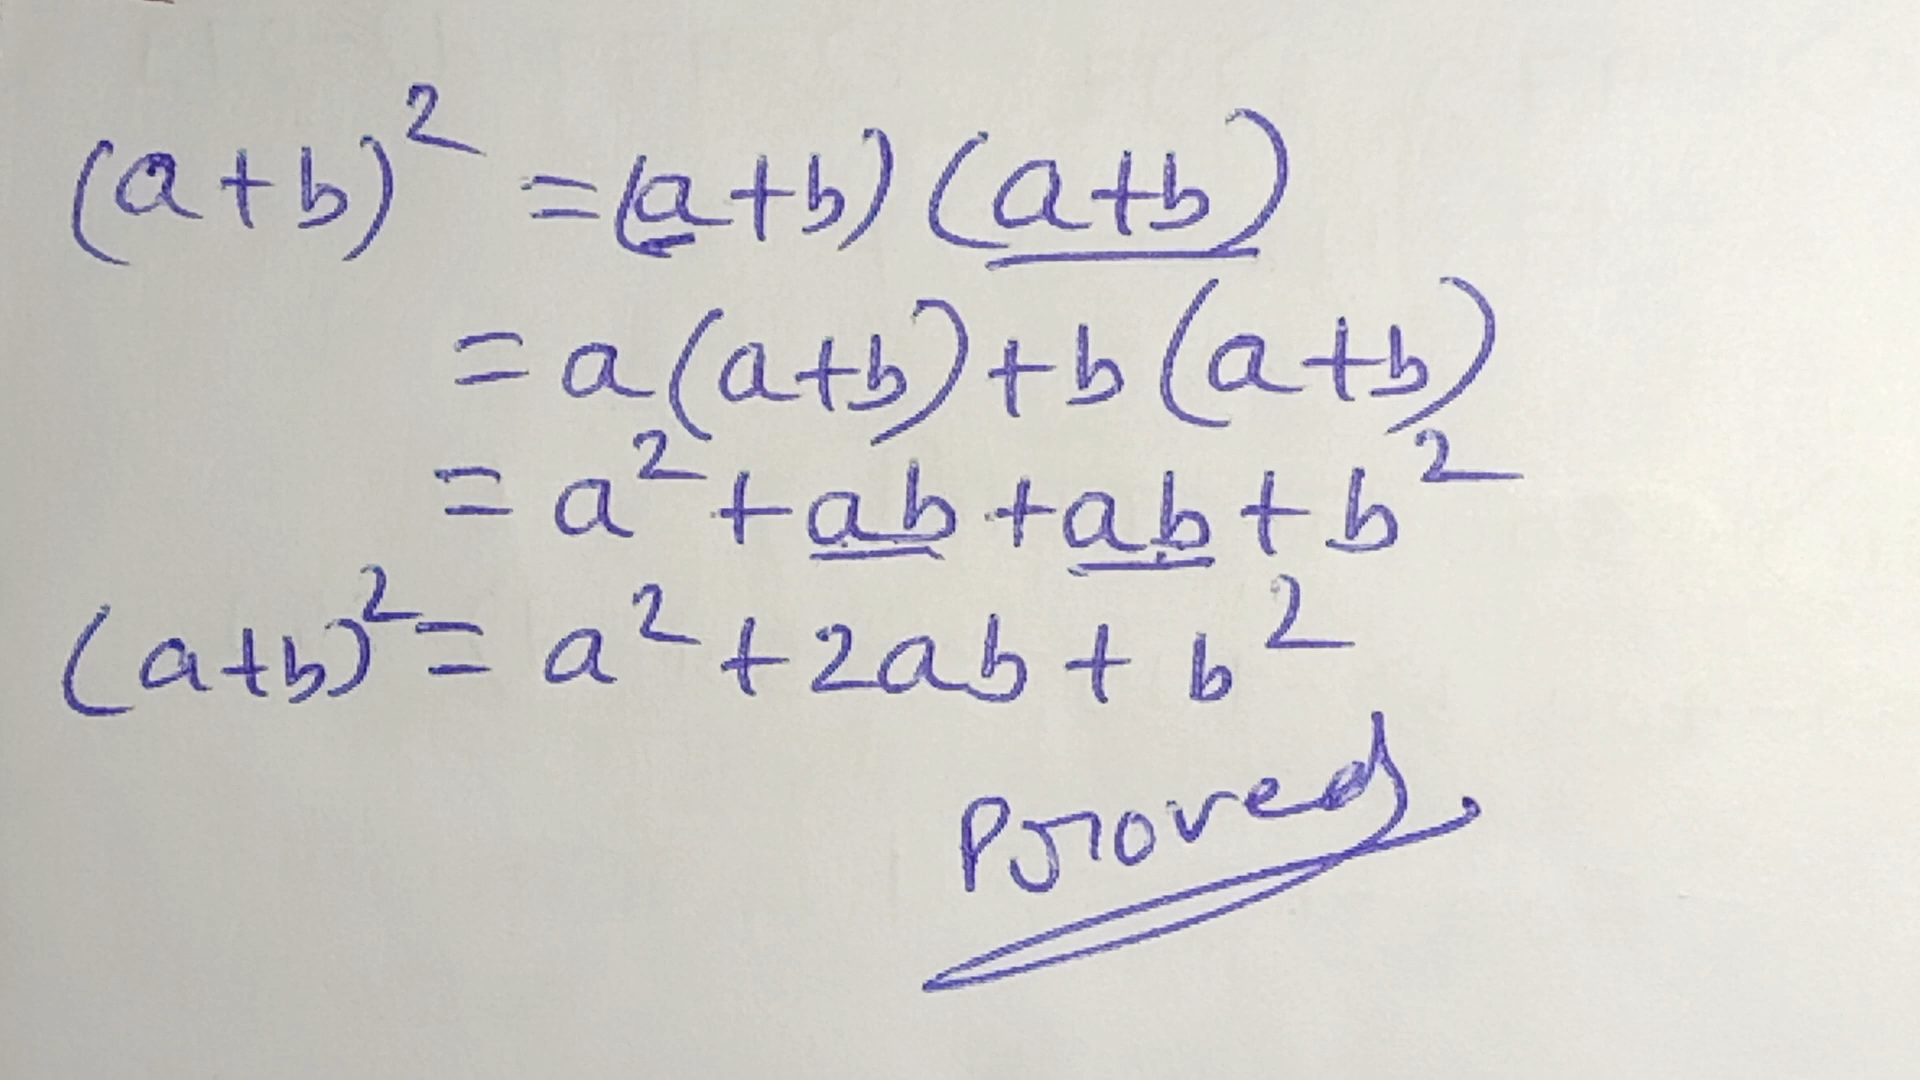 (a+b)² =(a+b)(a+b)
=a(a+b)+b(a+b)
= a²+ab+ab+b²
(a+b)²= a²+2ab+b²
Proved